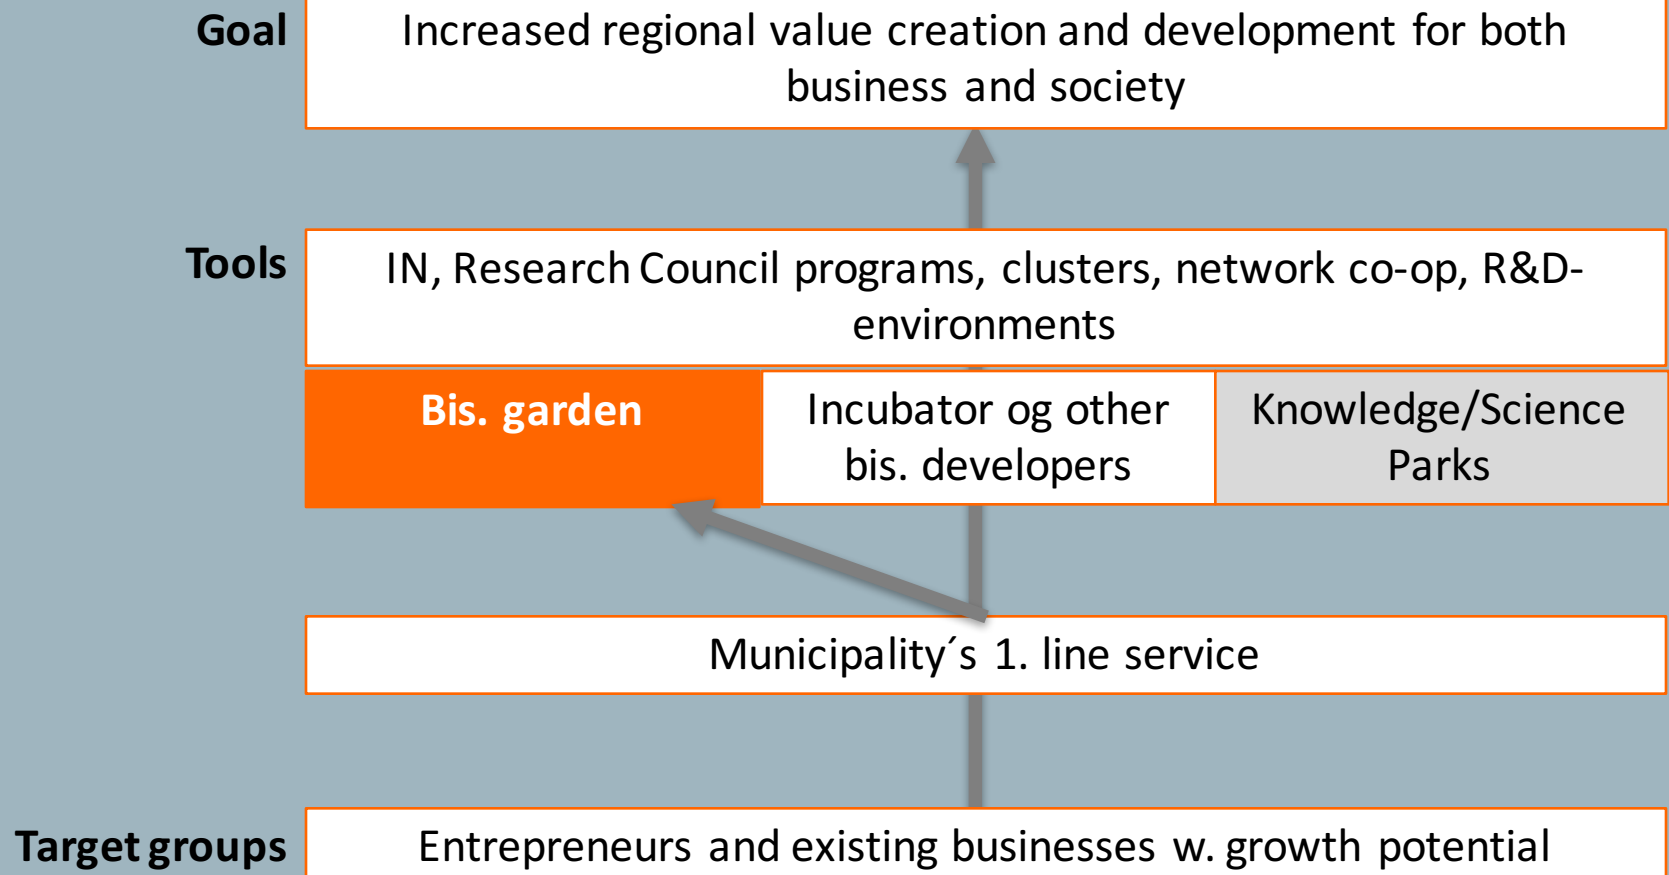 Goal
Increased regional value creation and development for both
business and society
Tools
IN, Research Council programs, clusters, network co-op, R&D-
environments
Bis. garden
Incubator og other
bis. developers
Knowledge/Science
Parks
Municipality´s 1. line service
Target groups
Entrepreneurs and existing businesses w. growth potential